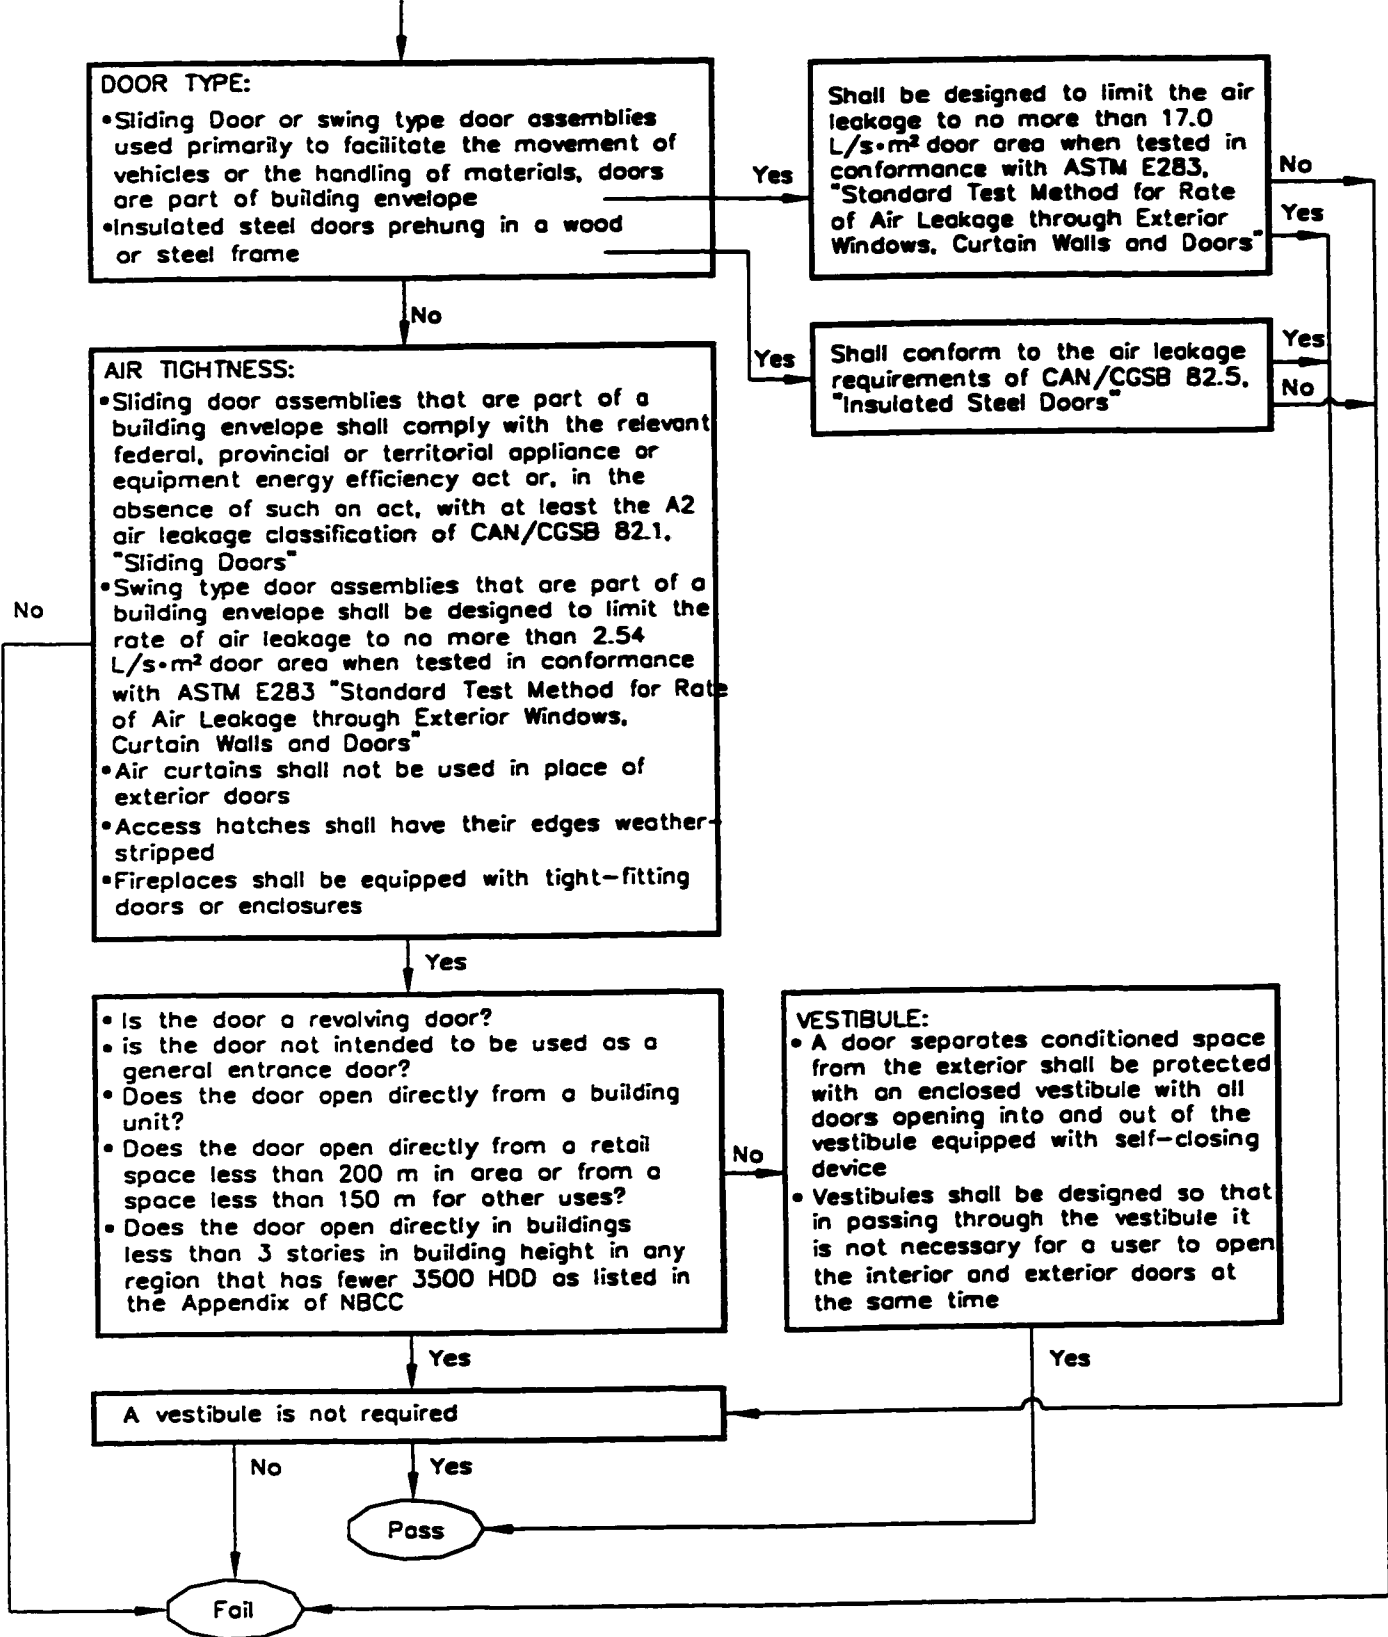 DOOR TYPE:
•Sliding Door or swing type door assemblies
used primarily to facilitate the movement of
vehicles or the handling of materials, doors
are part of building envelope
•Insulated steel doors prehung in a wood
or steel frame
Yes
Shall be designed to limit the air
leakage to no more than 17.0
L/s•m² door area when tested in
conformance with ASTM E283,
"Standard Test Method for Rate
of Air Leakage through Exterior
Windows, Curtain Walls and Doors"
No
Yes
No
Yes
Shall conform to the air leakage
requirements of CAN/CGSB 82.5,
"Insulated Steel Doors"
Yes
No
AIR TIGHTNESS:
•Sliding door assemblies that are part of a
building envelope shall comply with the relevant
federal, provincial or territorial appliance or
equipment energy efficiency act or, in the
absence of such an act, with at least the A2
air leakage classification of CAN/CGSB 82.1,
"Sliding Doors"
•Swing type door assemblies that are part of a
building envelope shall be designed to limit the
rate of air leakage to no more than 2.54
L/s•m² door area when tested in conformance
with ASTM E283 "Standard Test Method for Rate
of Air Leakage through Exterior Windows,
Curtain Walls and Doors"
•Air curtains shall not be used in place of
exterior doors
•Access hatches shall have their edges weather-
stripped
•Fireplaces shall be equipped with tight-fitting
doors or enclosures
No
Yes
• Is the door a revolving door?
• is the door not intended to be used as a
general entrance door?
• Does the door open directly from a building
unit?
• Does the door open directly from a retail
space less than 200 m in area or from a
space less than 150 m for other uses?
• Does the door open directly in buildings
less than 3 stories in building height in any
region that has fewer 3500 HDD as listed in
the Appendix of NBCC
No
VESTIBULE:
• A door separates conditioned space
from the exterior shall be protected
with an enclosed vestibule with all
doors opening into and out of the
vestibule equipped with self-closing
device
• Vestibules shall be designed so that
in passing through the vestibule it
is not necessary for a user to open
the interior and exterior doors at
the same time
Yes
Yes
A vestibule is not required
No
Yes
Pass
Fail